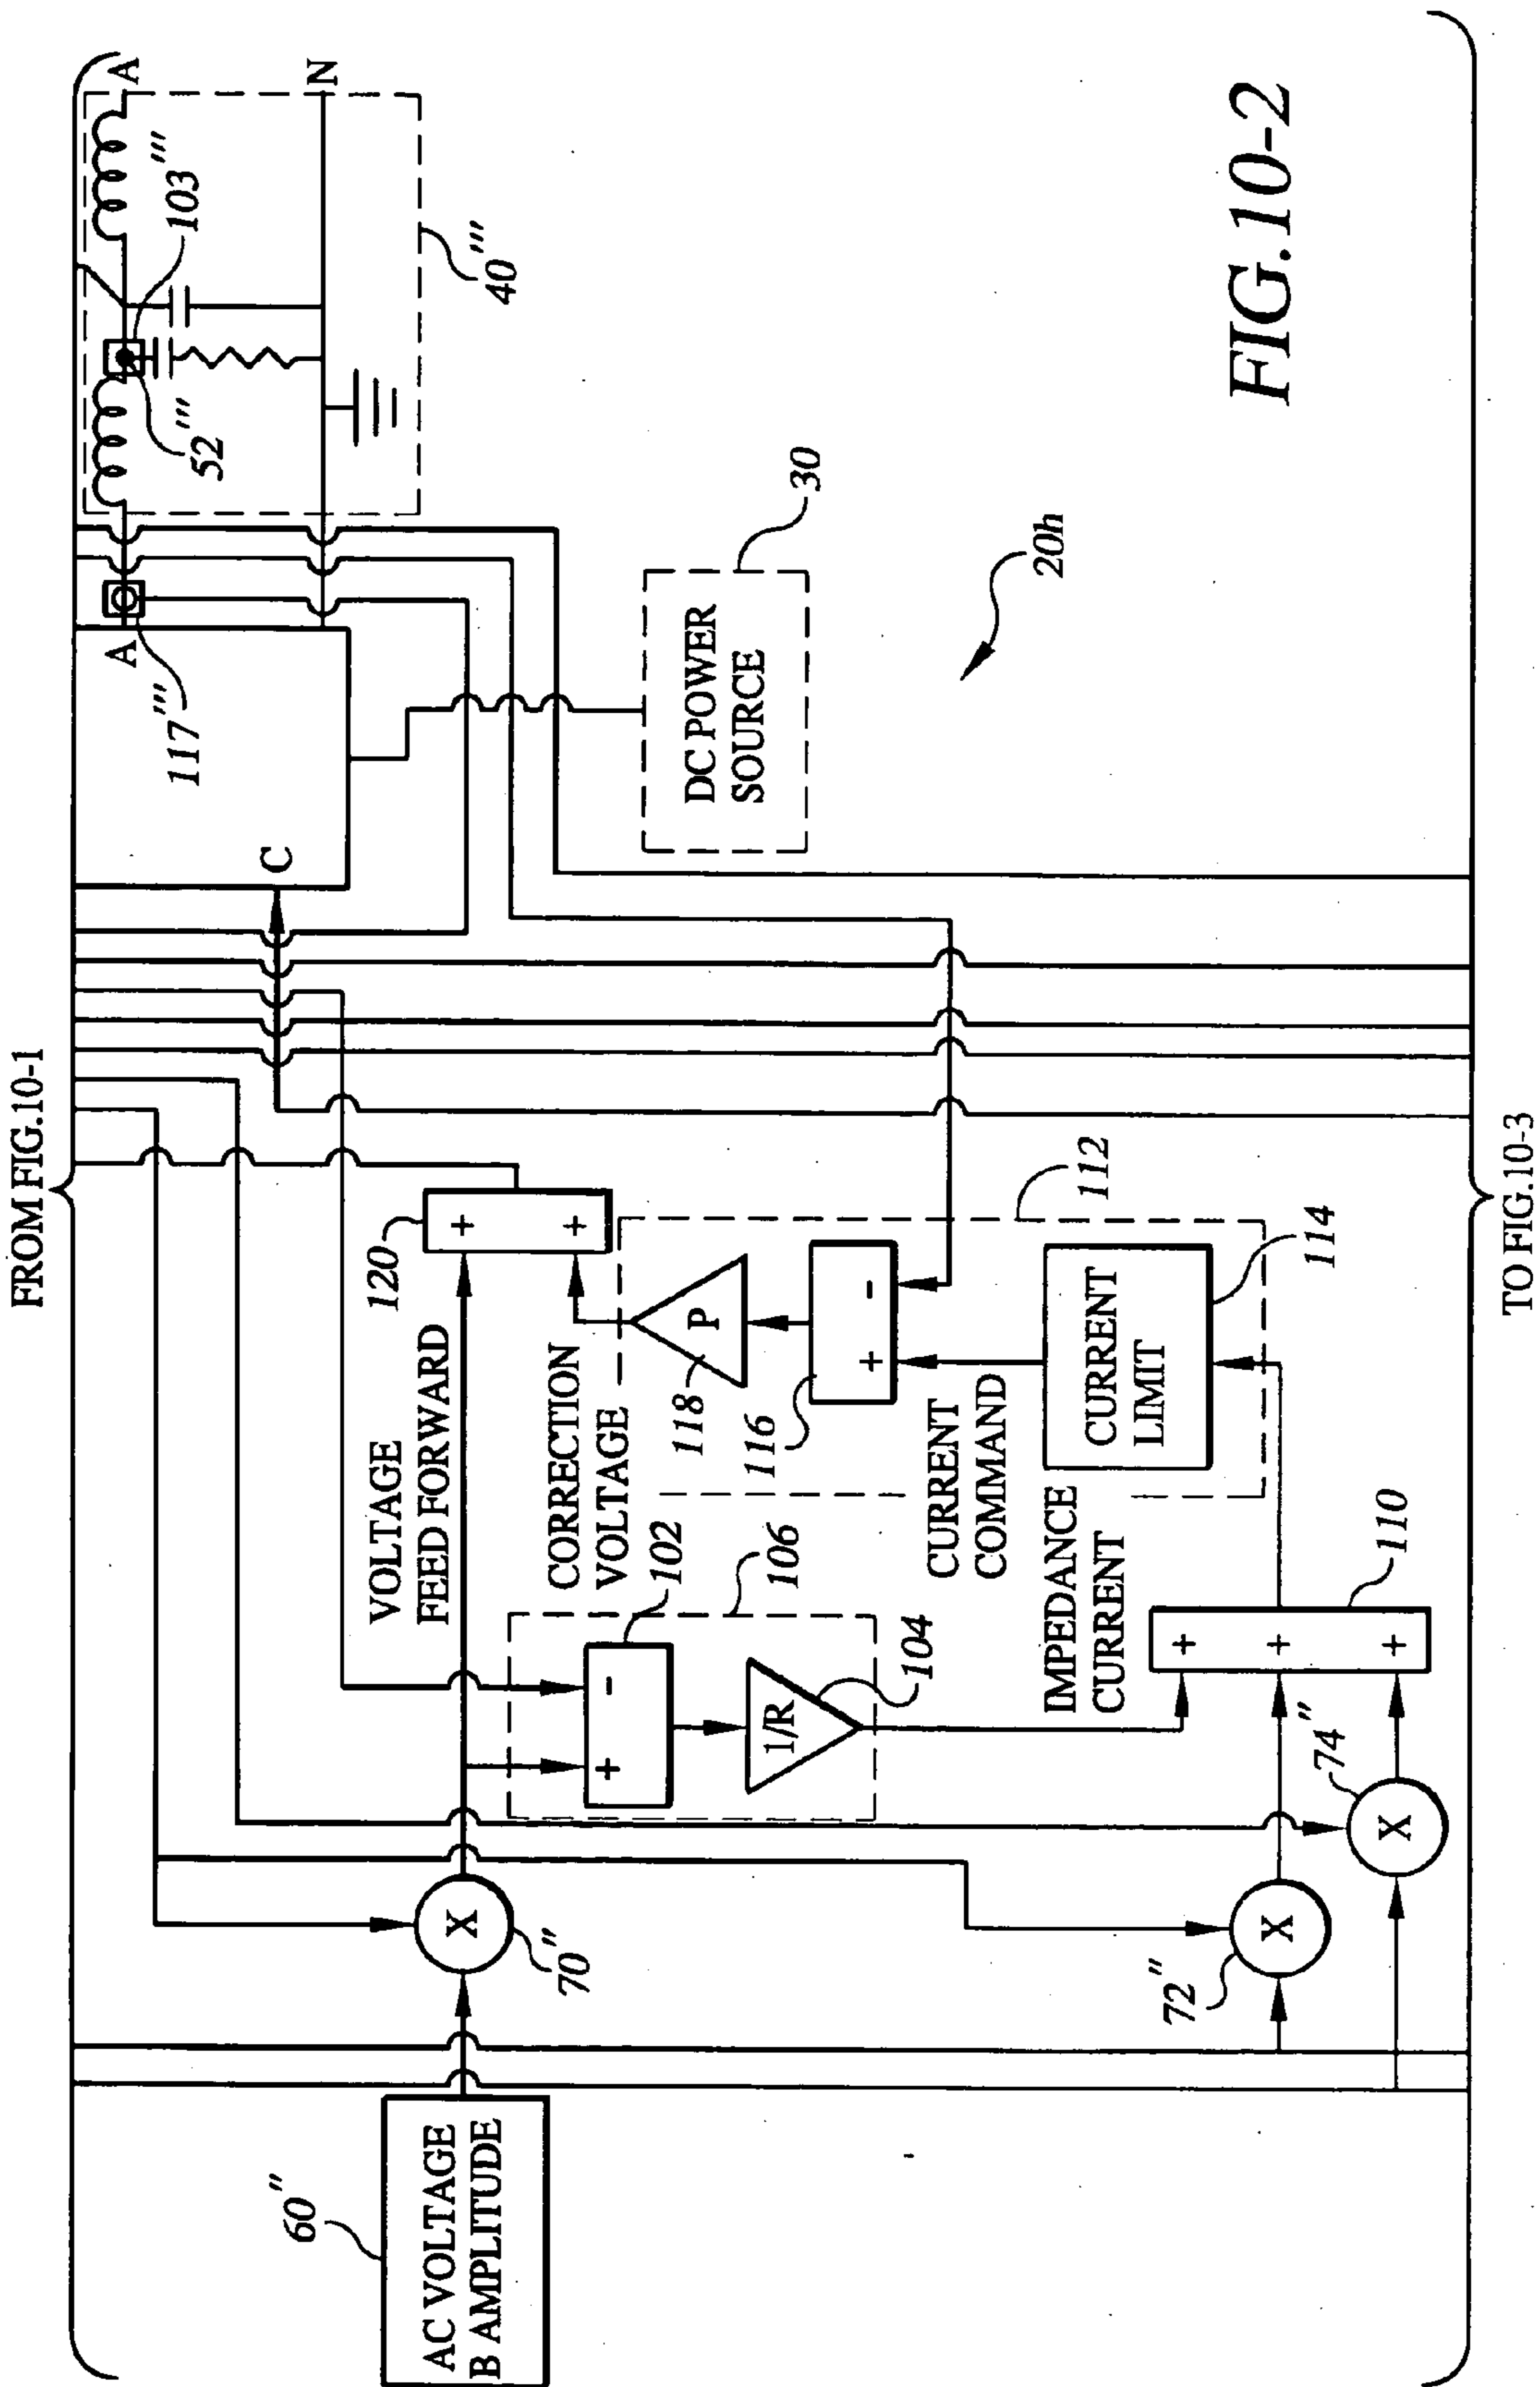 FROM FIG.10-1
60"
AC VOLTAGE
B AMPLITUDE
X
70"
VOLTAGE
FEED FORWARD
120
+
+
CORRECTION
VOLTAGE
102
+ -
106
1/R
104
118
P
116
+ -
112
CURRENT
COMMAND
CURRENT
LIMIT
114
IMPEDANCE
CURRENT
110
+
+
+
72"
X
74"
X
C
A
117'''
A
N
52'''
103'''
40'''
DC POWER
SOURCE
30
20h
FIG.10-2
TO FIG.10-3